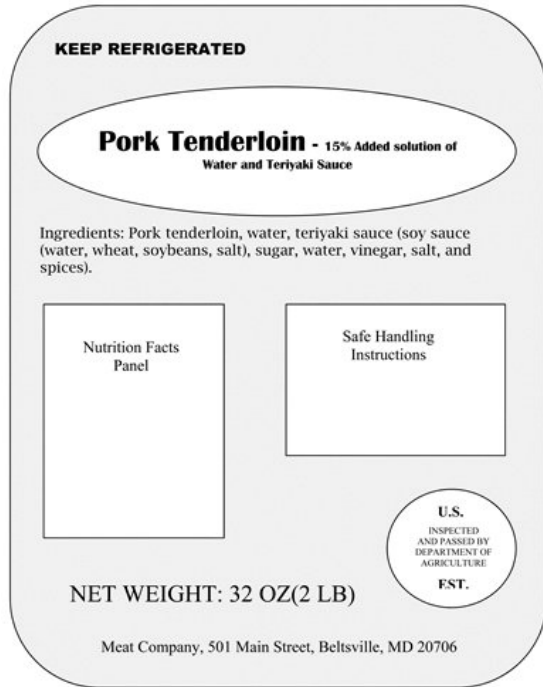 KEEP REFRIGERATED
Pork Tenderloin - 15% Added solution of
Water and Teriyaki Sauce
Ingredients: Pork tenderloin, water, teriyaki sauce (soy sauce
(water, wheat, soybeans, salt), sugar, water, vinegar, salt, and
spices).
Nutrition Facts
Panel
Safe Handling
Instructions
U.S.
INSPECTED
AND PASSED BY
DEPARTMENT OF
AGRICULTURE
EST.
NET WEIGHT: 32 OZ(2 LB)
Meat Company, 501 Main Street, Beltsville, MD 20706